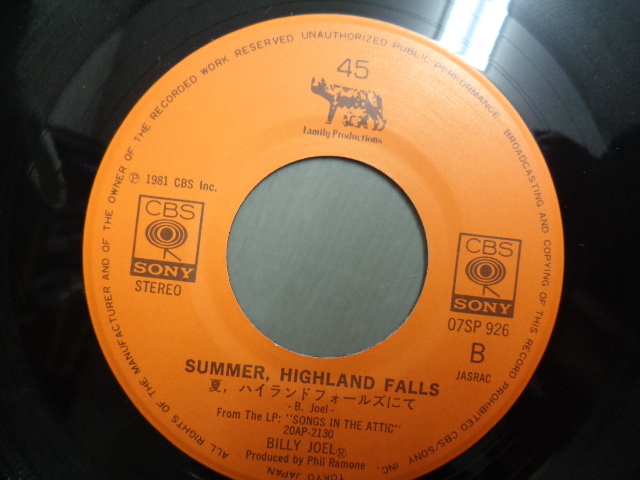 ALL RIGHTS OF THE MANUFACTURER AND OF THE OWNER OF THE RECORDED WORK RESERVED UNAUTHORIZED PUBLIC PERFORMANCE, BROADCASTING AND COPYING OF THIS RECORD PROHIBITED CBS/SONY INC. TOKYO JAPAN
45
Family Productions
Ⓟ 1981 CBS Inc.
CBS
SONY
STEREO
CBS
SONY
07SP 926
B
JASRAC
SUMMER, HIGHLAND FALLS
夏, ハイランドフォールズにて
- B. Joel -
From The LP: "SONGS IN THE ATTIC"
20AP-2130
BILLY JOEL®
Produced by Phil Ramone